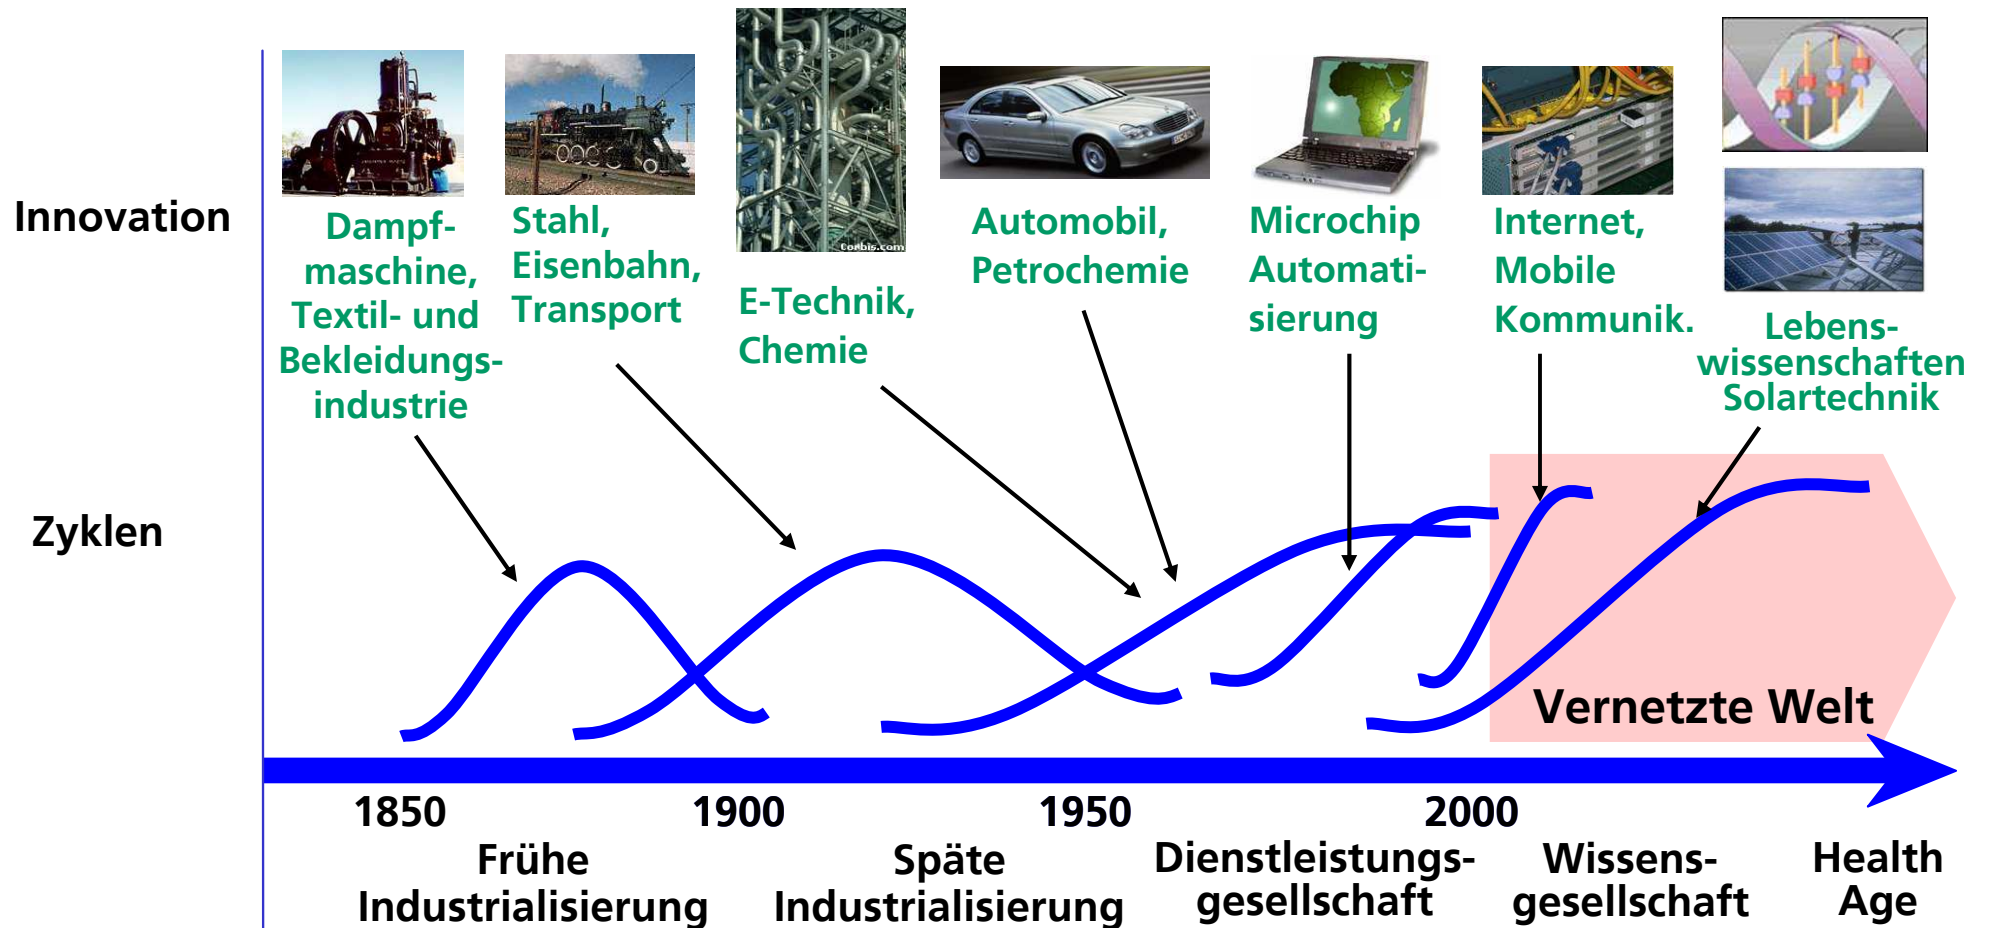 Innovation
Dampf-
maschine,
Textil- und
Bekleidungs-
industrie
Stahl,
Eisenbahn,
Transport
Corbis.com
E-Technik,
Chemie
Automobil,
Petrochemie
Microchip
Automati-
sierung
Internet,
Mobile
Kommunik.
Lebens-
wissenschaften
Solartechnik
Zyklen
Vernetzte Welt
1850
1900
1950
2000
Frühe
Industrialisierung
Späte
Industrialisierung
Dienstleistungs-
gesellschaft
Wissens-
gesellschaft
Health
Age